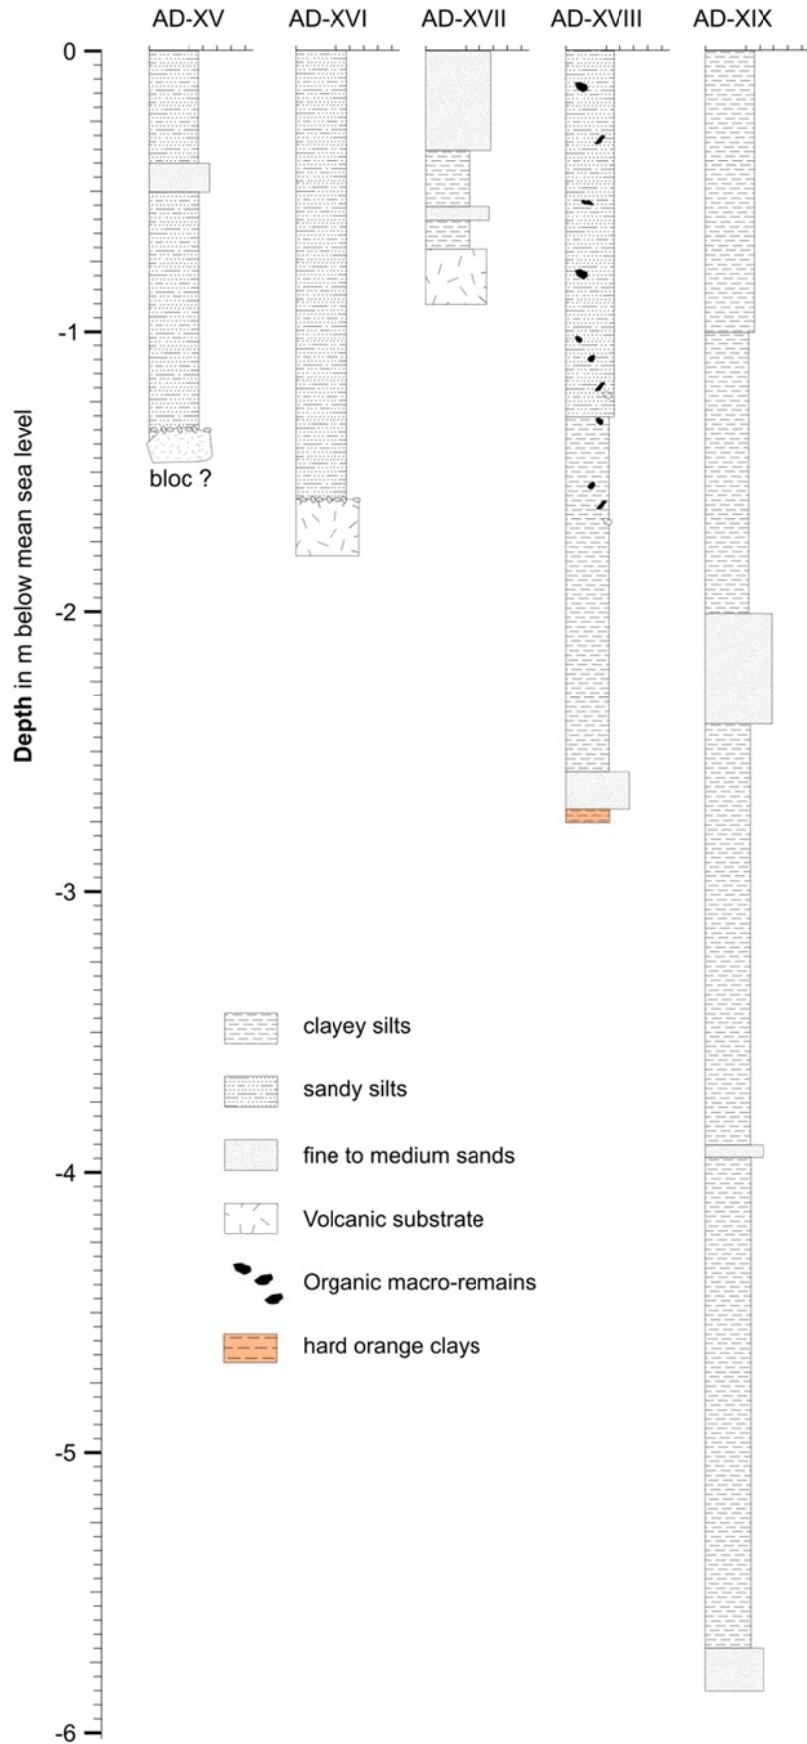 AD-XV AD-XVI AD-XVII AD-XVIII AD-XIX
0
-1
bloc ?
-2
Depth in m below mean sea level
-3
clayey silts
sandy silts
fine to medium sands
-4
Volcanic substrate
Organic macro-remains
hard orange clays
-5
-6